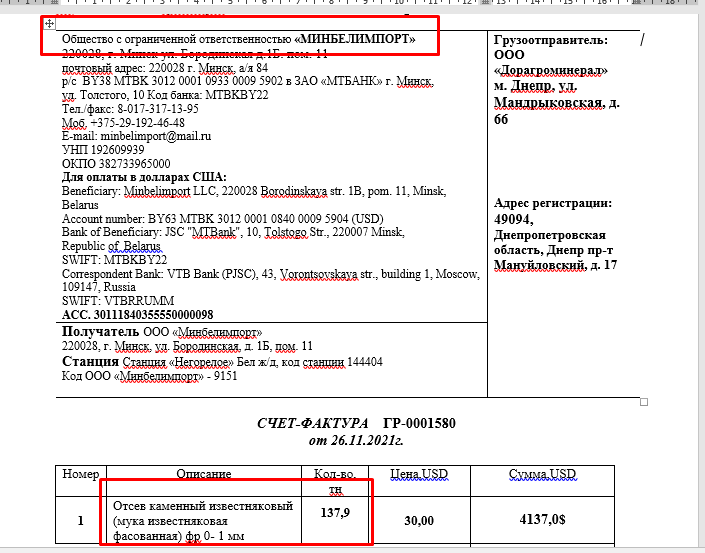 Общество с ограниченной ответственностью «МИНБЕЛИМПОРТ»
220028, г. Минск ул. Бородинская д.1Б, пом. 11
почтовый адрес: 220028 г. Минск, а/я 84
р/с BY38 MTBK 3012 0001 0933 0009 5902 в ЗАО «МТБАНК» г. Минск,
ул. Толстого, 10 Код банка: MTBKBY22
Тел./факс: 8-017-317-13-95
Моб. +375-29-192-46-48
E-mail: minbelimport@mail.ru
УНП 192609939
ОКПО 382733965000
Для оплаты в долларах США:
Beneficiary: Minbelimport LLC, 220028 Borodinskaya str. 1B, pom. 11, Minsk,
Belarus
Account number: BY63 MTBK 3012 0001 0840 0009 5904 (USD)
Bank of Beneficiary: JSC "MTBank", 10, Tolstogo Str., 220007 Minsk,
Republic of Belarus
SWIFT: MTBKBY22
Correspondent Bank: VTB Bank (PJSC), 43, Vorontsovskaya str., building 1, Moscow,
109147, Russia
SWIFT: VTBRRUMM
ACC. 30111840355550000098
Грузоотправитель:
ООО
«Дорагроминерал»
м. Днепр, ул.
Мандрыковская, д.
66
Адрес регистрации:
49094,
Днепропетровская
область, Днепр пр-т
Мануйловский, д. 17
/
Получатель ООО «Минбелимпорт»
220028, г. Минск, ул. Бородинская, д. 1Б, пом. 11
Станция Станция «Негорелое» Бел ж/д, код станции 144404
Код ООО «Минбелимпорт» - 9151
СЧЕТ-ФАКТУРА ГР-0001580
от 26.11.2021г.
Номер Описание Кол-во, тн Цена,USD Сумма,USD
1 Отсев каменный известняковый
(мука известняковая
фасованная) фр 0- 1 мм
137,9 30,00 4137,0$